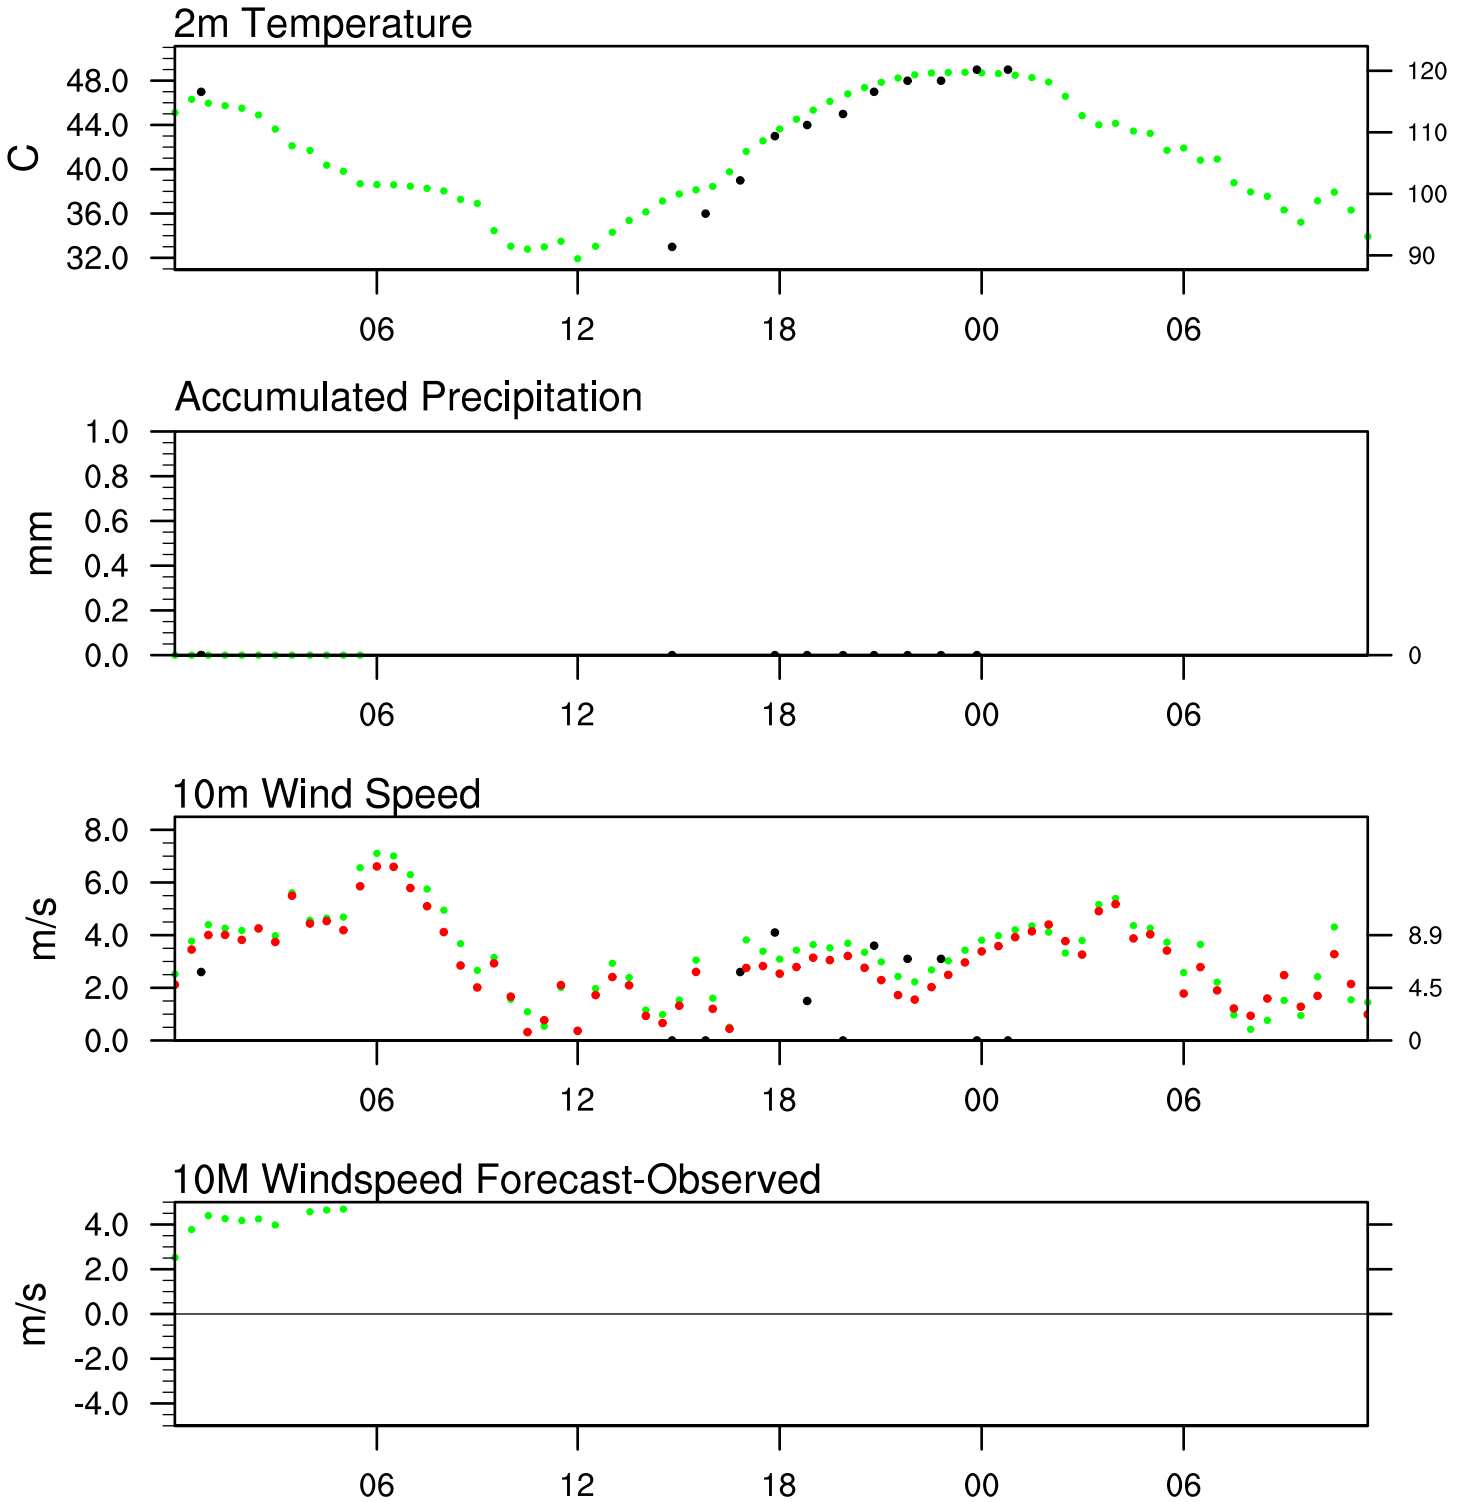 2m Temperature
48.0 120
44.0 110
C
40.0
36.0 100
32.0 90
06 12 18 00 06
Accumulated Precipitation
1.0
0.8
0.6
mm
0.4
0.2
0.0 0
06 12 18 00 06
10m Wind Speed
8.0
6.0
m/s
4.0 8.9
2.0 4.5
0.0 0
06 12 18 00 06
10M Windspeed Forecast-Observed
4.0
2.0
m/s
0.0
-2.0
-4.0
06 12 18 00 06